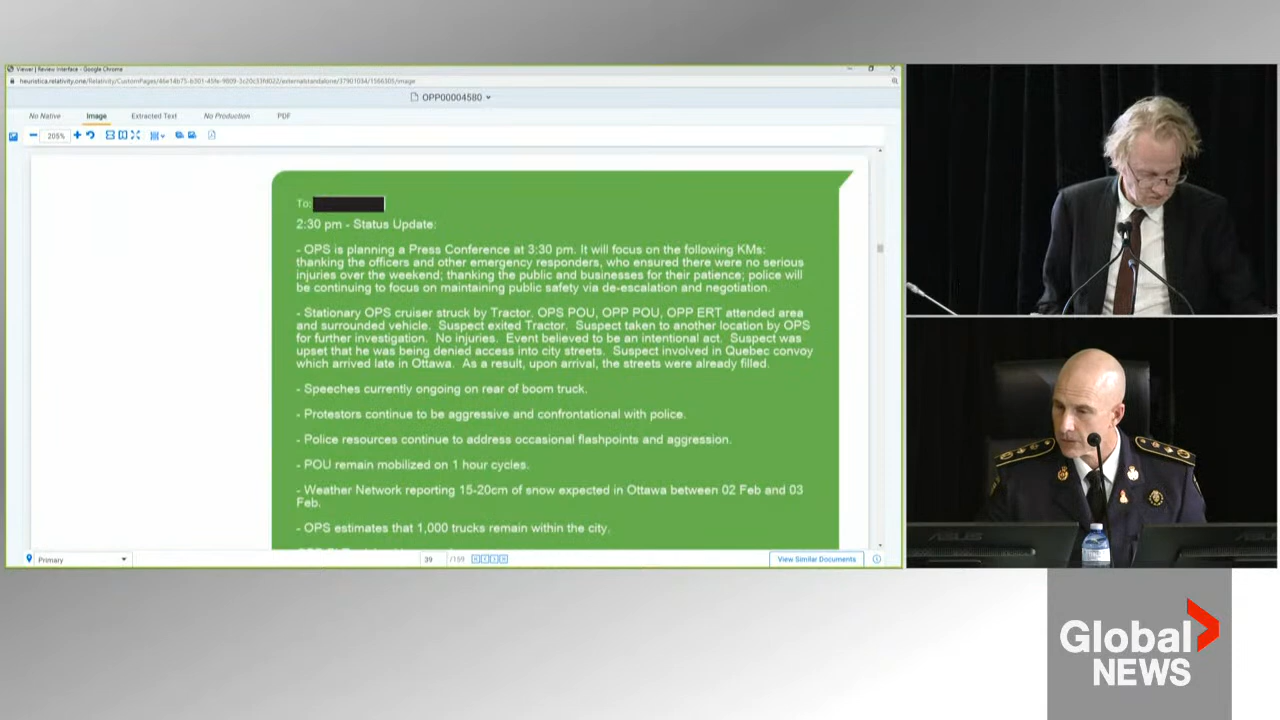 Viewer | Review Interface - Google Chrome
OPP00004580
No Native
Image
Extracted Text
No Production
PDF
205%
To:
2:30 pm - Status Update:
- OPS is planning a Press Conference at 3:30 pm. It will focus on the following KMs:
thanking the officers and other emergency responders, who ensured there were no serious
injuries over the weekend; thanking the public and businesses for their patience; police will
be continuing to focus on maintaining public safety via de-escalation and negotiation.
- Stationary OPS cruiser struck by Tractor. OPS POU, OPP POU, OPP ERT attended area
and surrounded vehicle. Suspect exited Tractor. Suspect taken to another location by OPS
for further investigation. No injuries. Event believed to be an intentional act. Suspect was
upset that he was being denied access into city streets. Suspect involved in Quebec convoy
which arrived late in Ottawa. As a result, upon arrival, the streets were already filled.
- Speeches currently ongoing on rear of boom truck.
- Protestors continue to be aggressive and confrontational with police.
- Police resources continue to address occasional flashpoints and aggression.
- POU remain mobilized on 1 hour cycles.
- Weather Network reporting 15-20cm of snow expected in Ottawa between 02 Feb and 03
Feb.
- OPS estimates that 1,000 trucks remain within the city.
Primary
39
/159
View Similar Documents
ASUS
ASUS
Global
NEWS